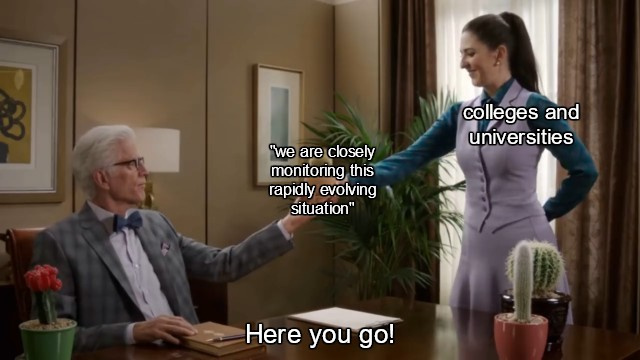 colleges and
universities
"we are closely
monitoring this
rapidly evolving
situation"
Here you go!